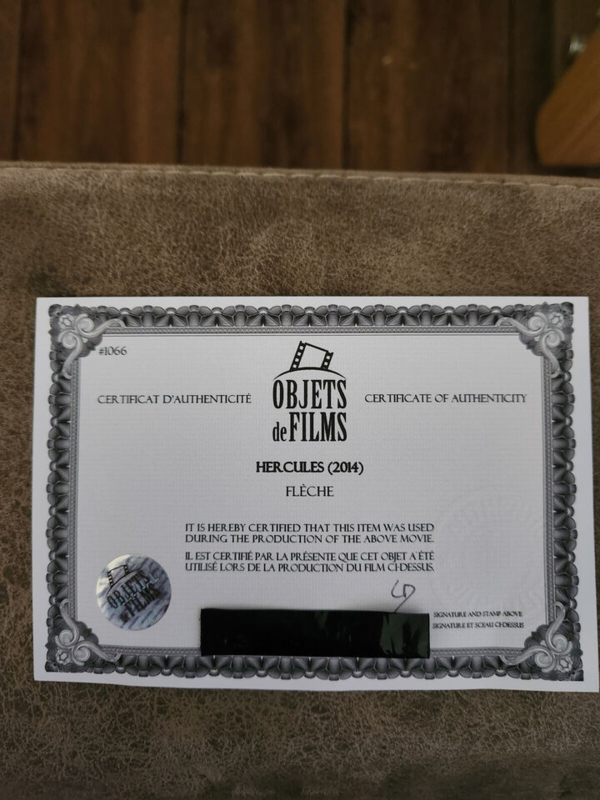 #1066
OBJETS
de FILMS
CERTIFICAT D'AUTHENTICITÉ
CERTIFICATE OF AUTHENTICITY
HERCULES (2014)
FLÈCHE
IT IS HEREBY CERTIFIED THAT THIS ITEM WAS USED
DURING THE PRODUCTION OF THE ABOVE MOVIE.
IL EST CERTIFIÉ PAR LA PRÉSENTE QUE CET OBJET A ÉTÉ
UTILISÉ LORS DE LA PRODUCTION DU FILM CI-DESSUS.
OBJETS
de FILMS
SIGNATURE AND STAMP ABOVE
SIGNATURE ET SCEAU CI-DESSUS